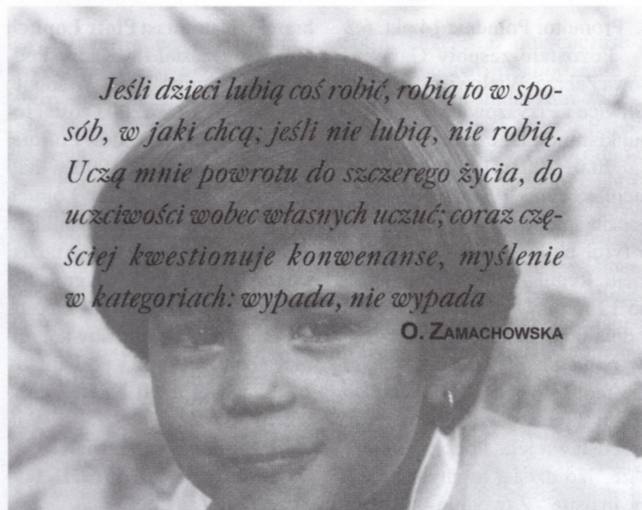 Jeśli dzieci lubią coś robić, robią to w spo-
sób, w jaki chcą; jeśli nie lubią, nie robią.
Uczą mnie powrotu do szczerego życia, do
uczciwości wobec własnych uczuć; coraz czę-
ściej kwestionuje konwenanse, myślenie
w kategoriach: wypada, nie wypada
O. ZAMACHOWSKA